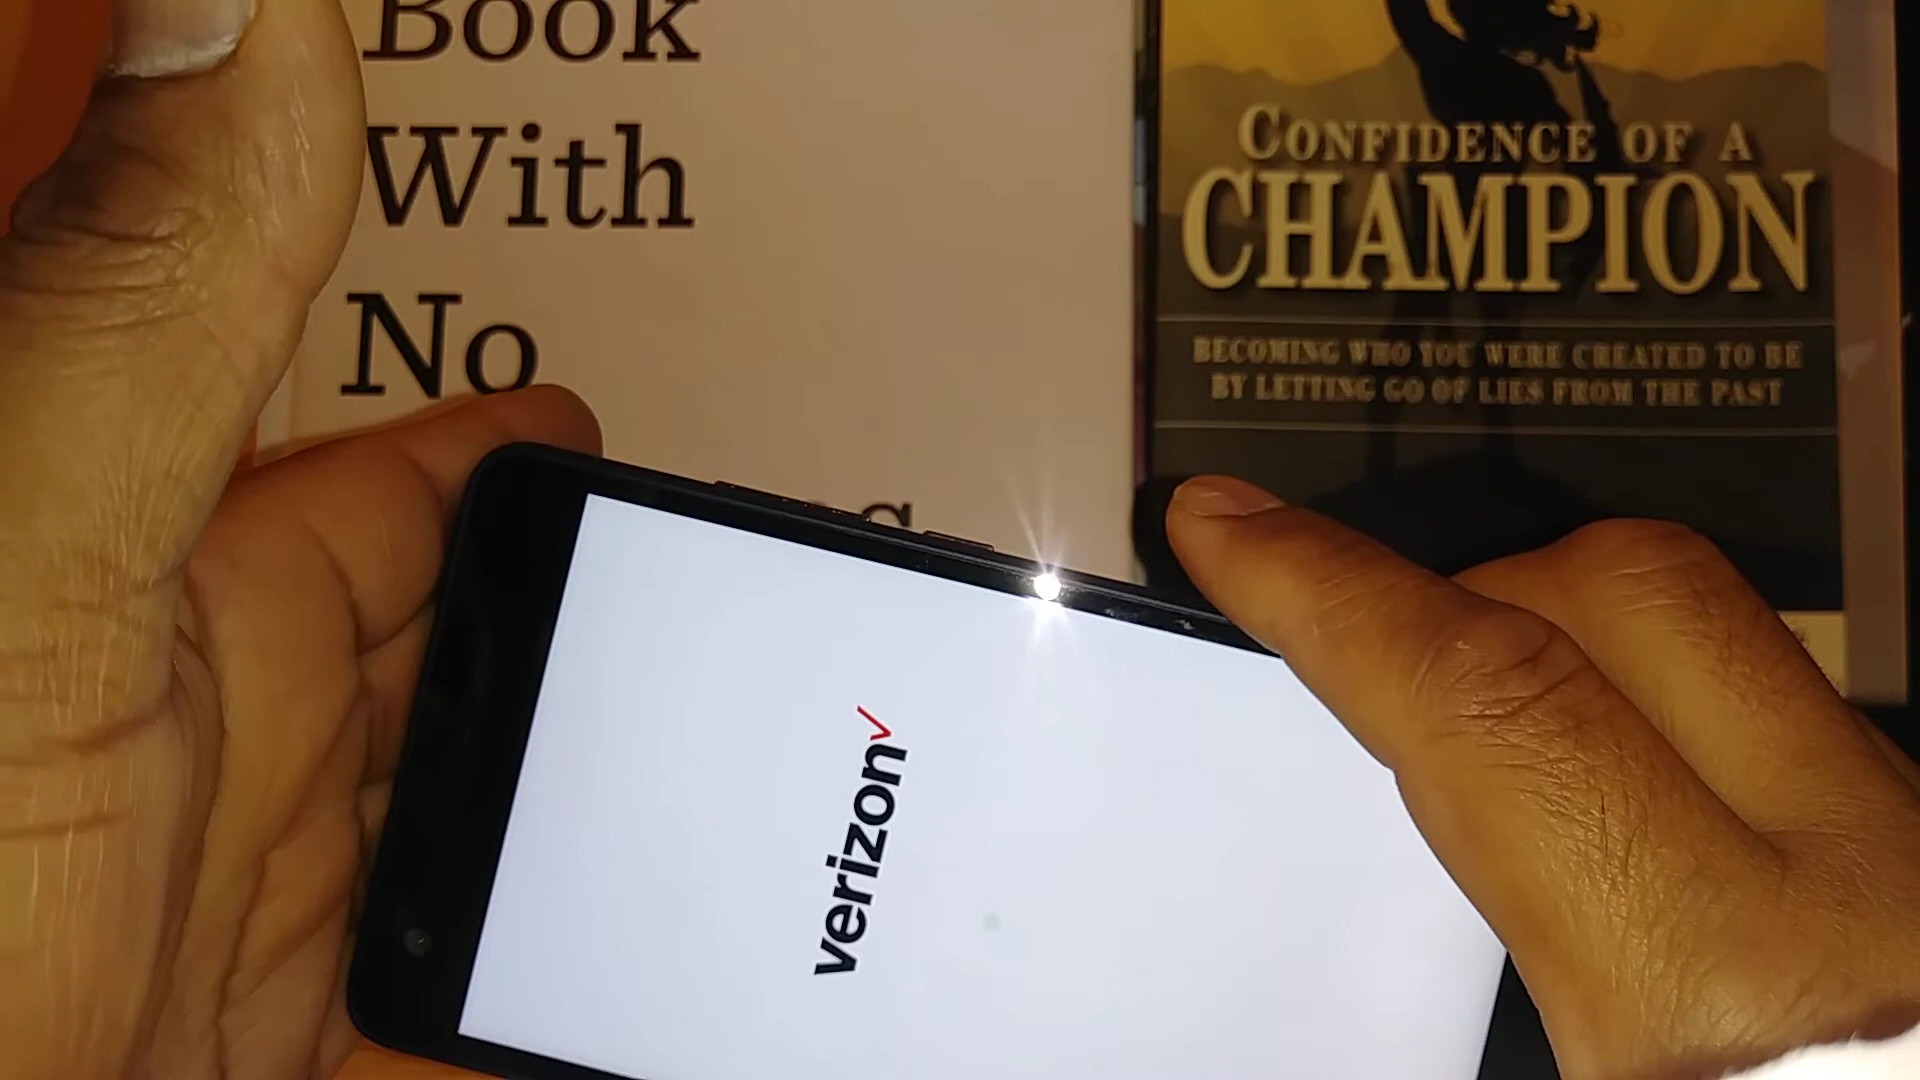 Book
With
No
CONFIDENCE OF A
CHAMPION
BECOMING WHO YOU WERE CREATED TO BE
BY LETTING GO OF LIES FROM THE PAST
verizon